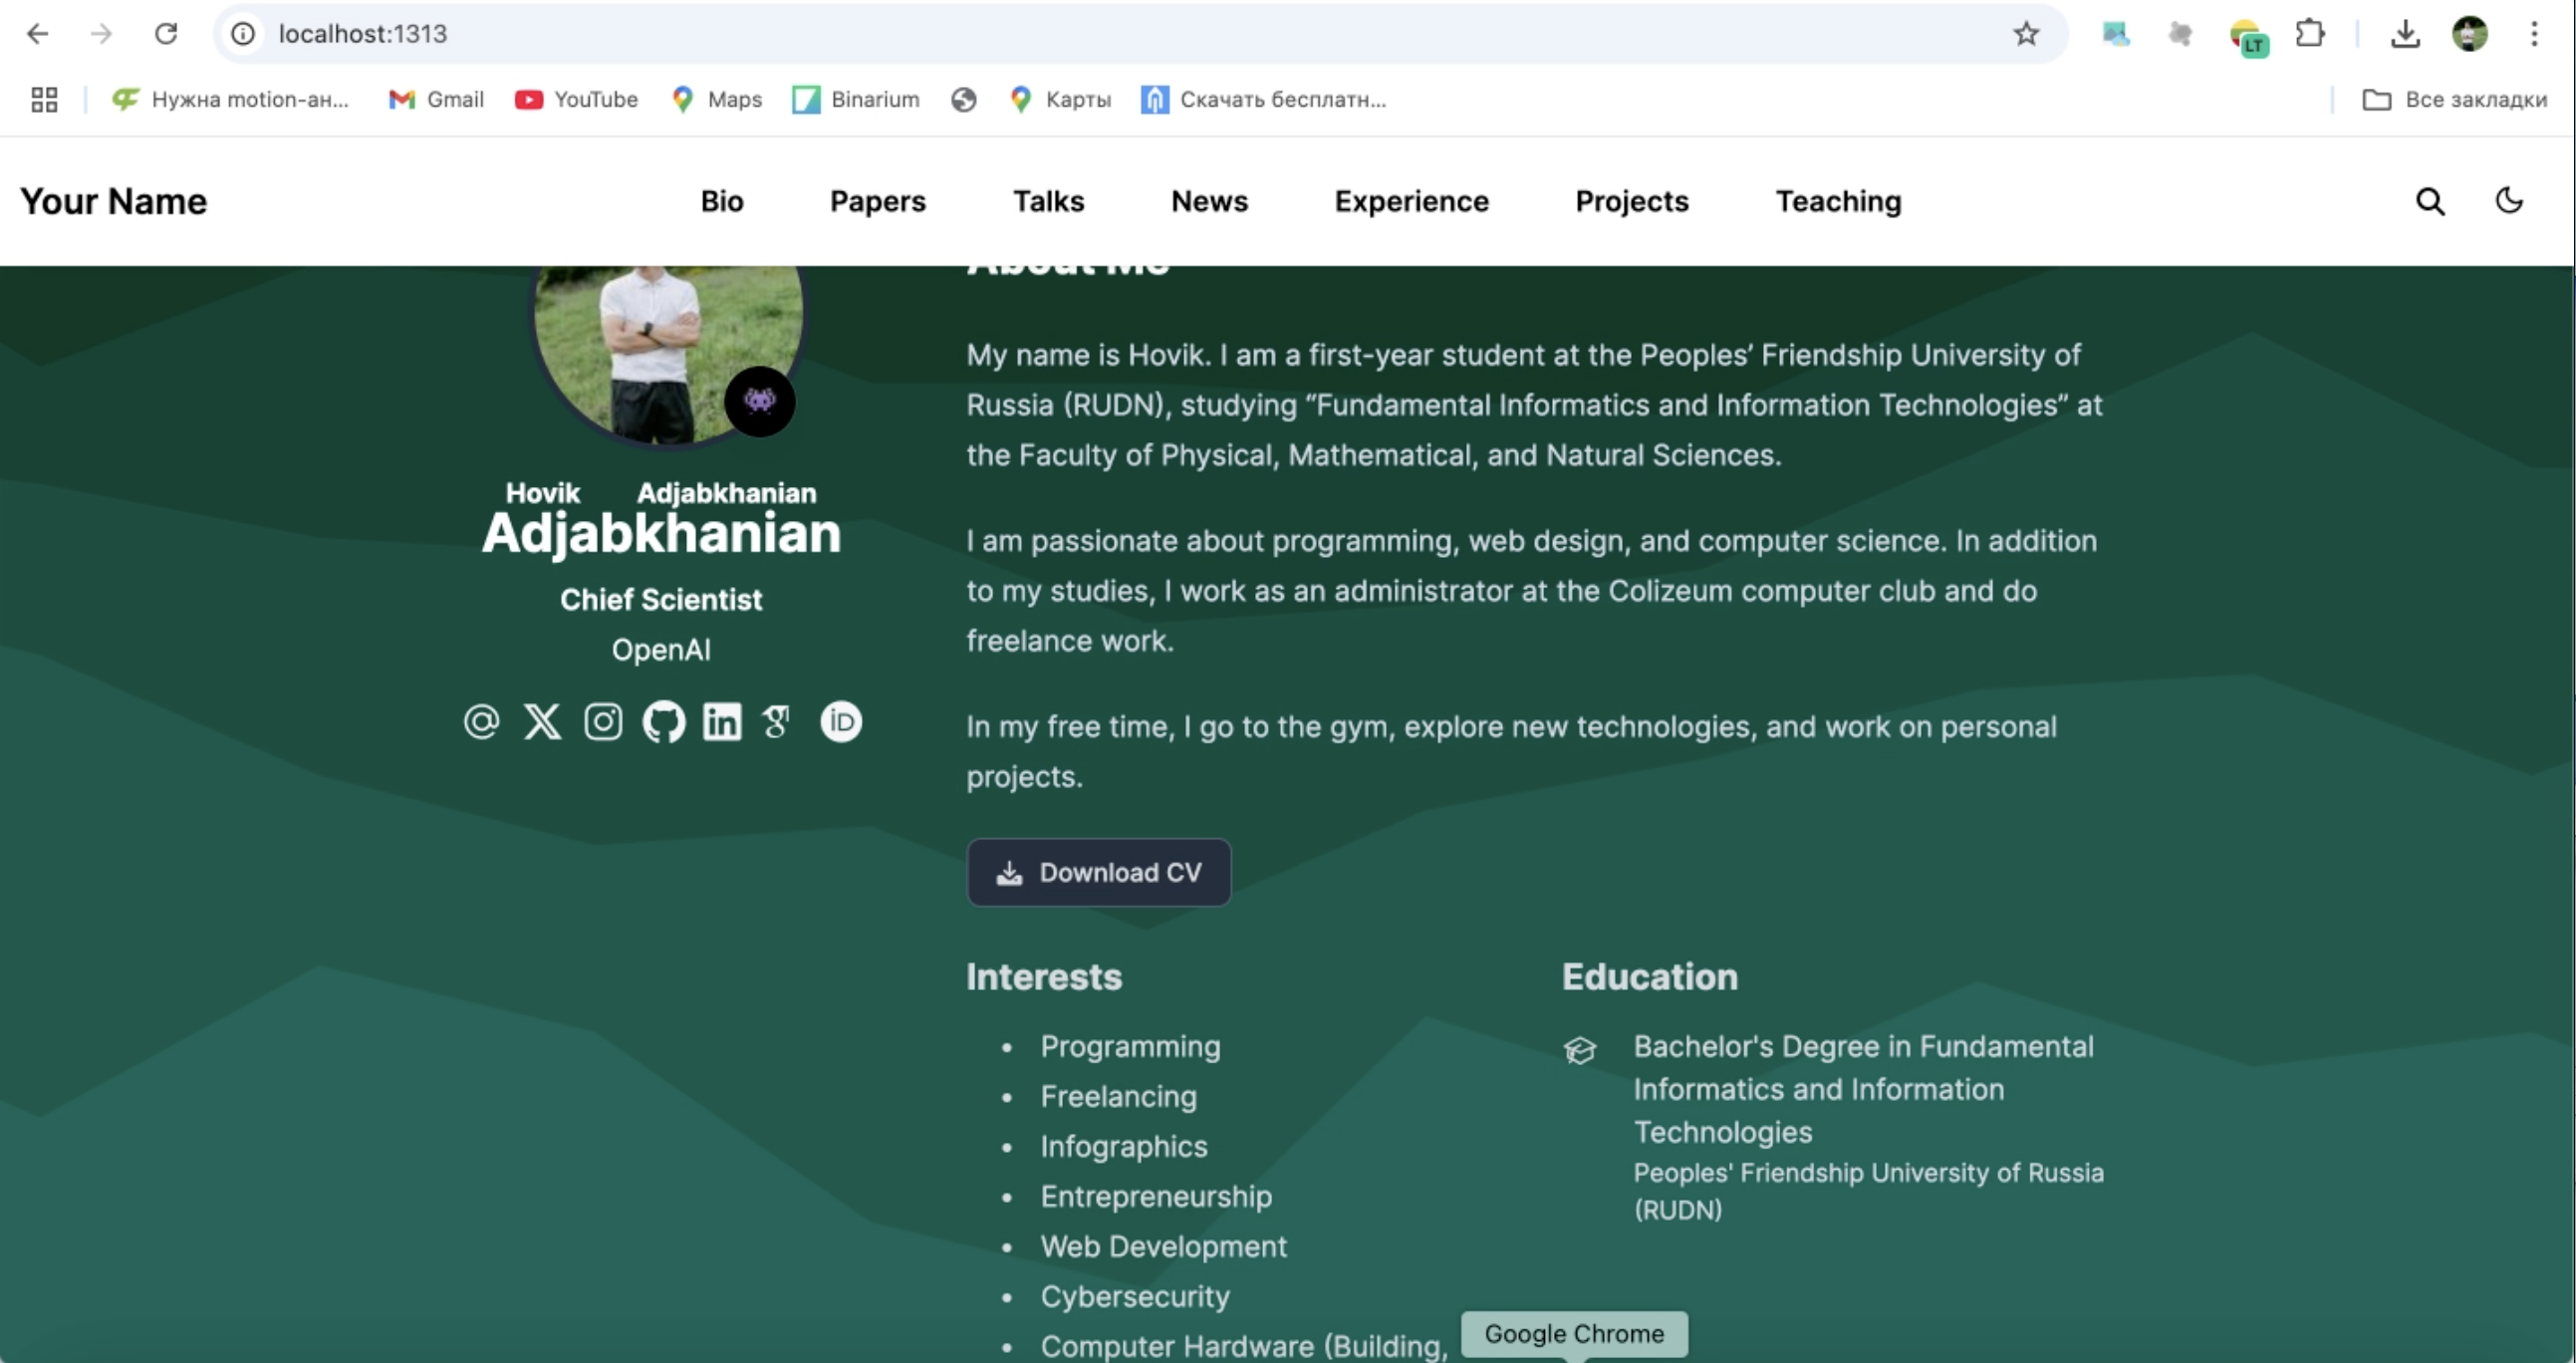 localhost:1313
Нужна motion-ан... Gmail YouTube Maps Binarium Карты Скачать бесплатн... Все закладки
LT
Your Name Bio Papers Talks News Experience Projects Teaching
About Me
My name is Hovik. I am a first-year student at the Peoples’ Friendship University of
Russia (RUDN), studying “Fundamental Informatics and Information Technologies” at
the Faculty of Physical, Mathematical, and Natural Sciences.
Hovik Adjabkhanian
Adjabkhanian
Chief Scientist
OpenAI
iD
I am passionate about programming, web design, and computer science. In addition
to my studies, I work as an administrator at the Colizeum computer club and do
freelance work.
In my free time, I go to the gym, explore new technologies, and work on personal
projects.
Download CV
Interests
Programming
Freelancing
Infographics
Entrepreneurship
Web Development
Cybersecurity
Computer Hardware (Building,
Education
Bachelor's Degree in Fundamental
Informatics and Information
Technologies
Peoples' Friendship University of Russia
(RUDN)
Google Chrome